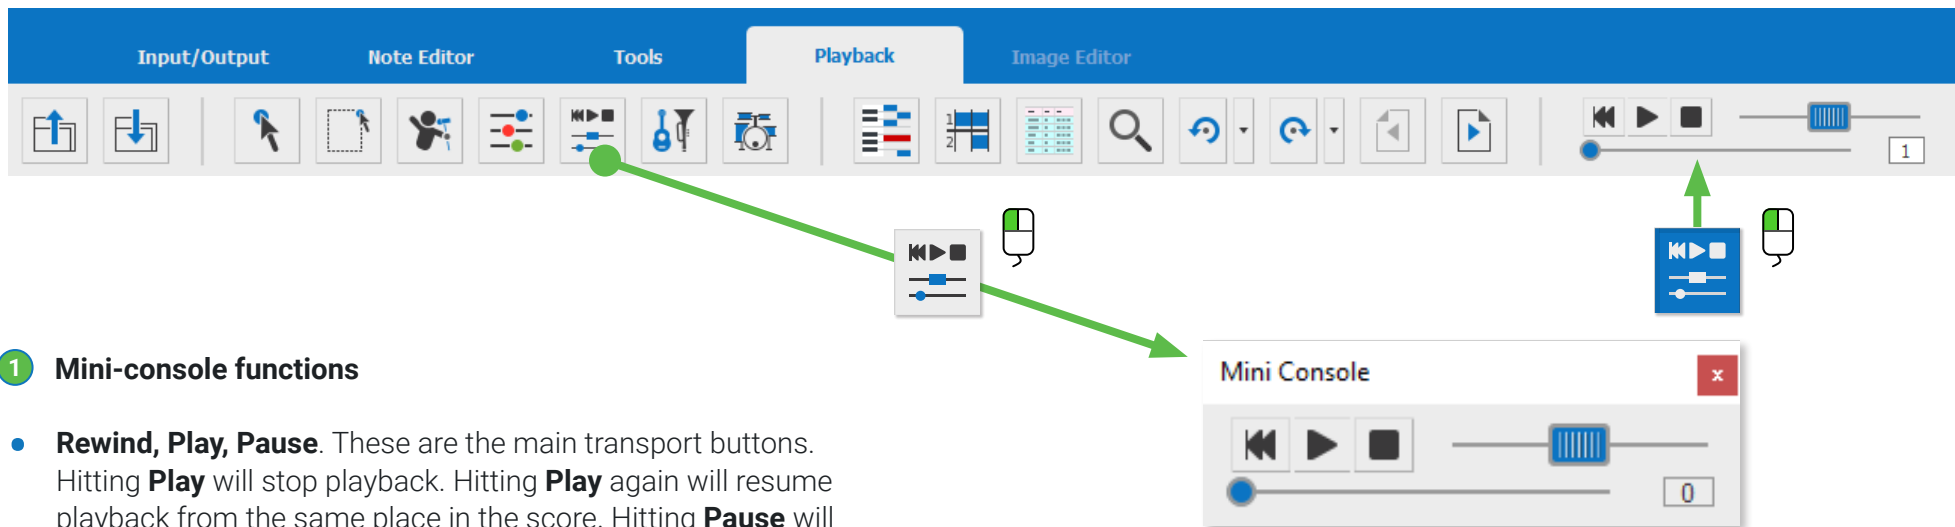 Input/Output Note Editor Tools Playback Image Editor
1
2
1
1 Mini-console functions
Mini Console x
• Rewind, Play, Pause. These are the main transport buttons.
Hitting Play will stop playback. Hitting Play again will resume
playback from the same place in the score. Hitting Pause will
0